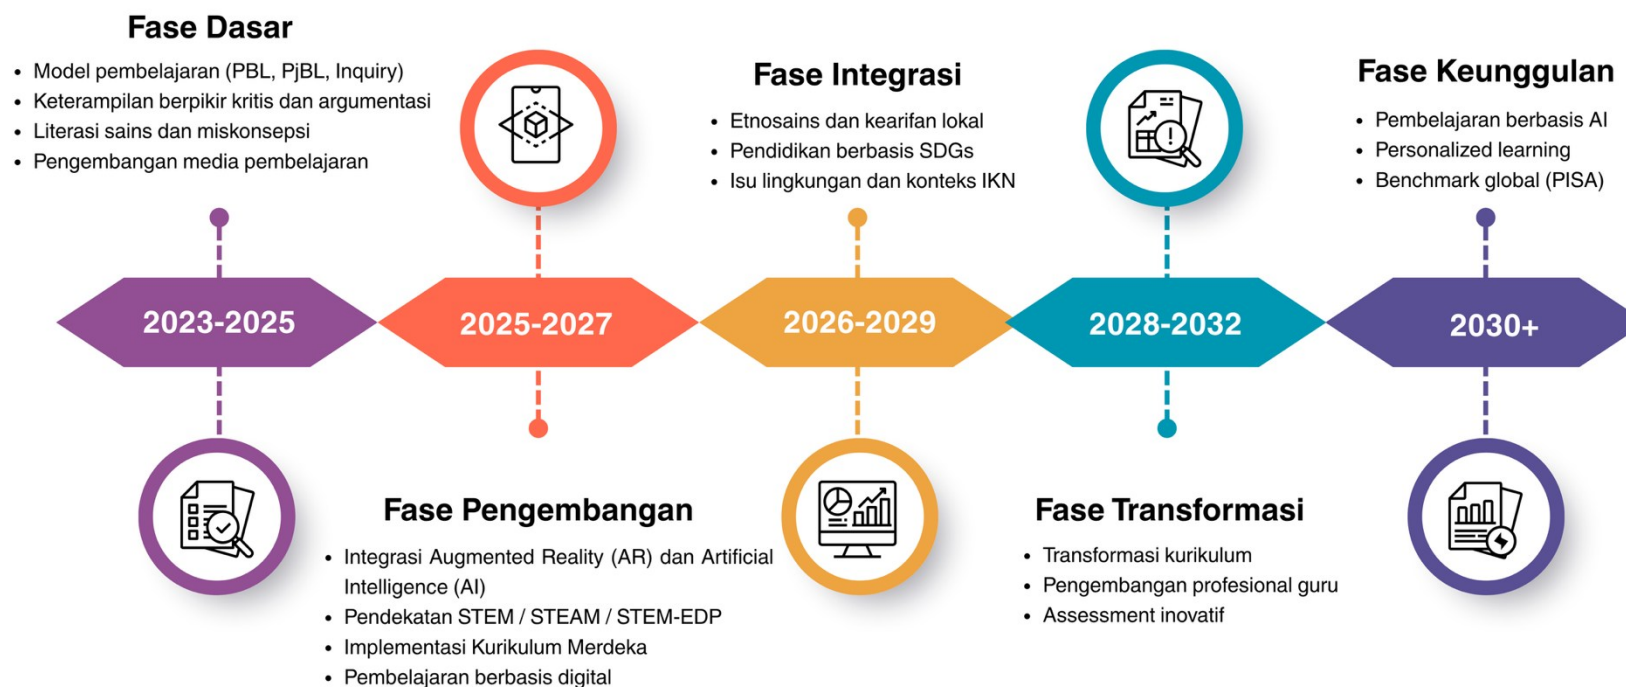 Fase Dasar
• Model pembelajaran (PBL, PjBL, Inquiry)
• Keterampilan berpikir kritis dan argumentasi
• Literasi sains dan miskonsepsi
• Pengembangan media pembelajaran
Fase Integrasi
• Etnosains dan kearifan lokal
• Pendidikan berbasis SDGs
• Isu lingkungan dan konteks IKN
Fase Keunggulan
• Pembelajaran berbasis AI
• Personalized learning
• Benchmark global (PISA)
2023-2025
2025-2027
2026-2029
2028-2032
2030+
Fase Pengembangan
• Integrasi Augmented Reality (AR) dan Artificial
Intelligence (AI)
• Pendekatan STEM / STEAM / STEM-EDP
• Implementasi Kurikulum Merdeka
• Pembelajaran berbasis digital
Fase Transformasi
• Transformasi kurikulum
• Pengembangan profesional guru
• Assessment inovatif